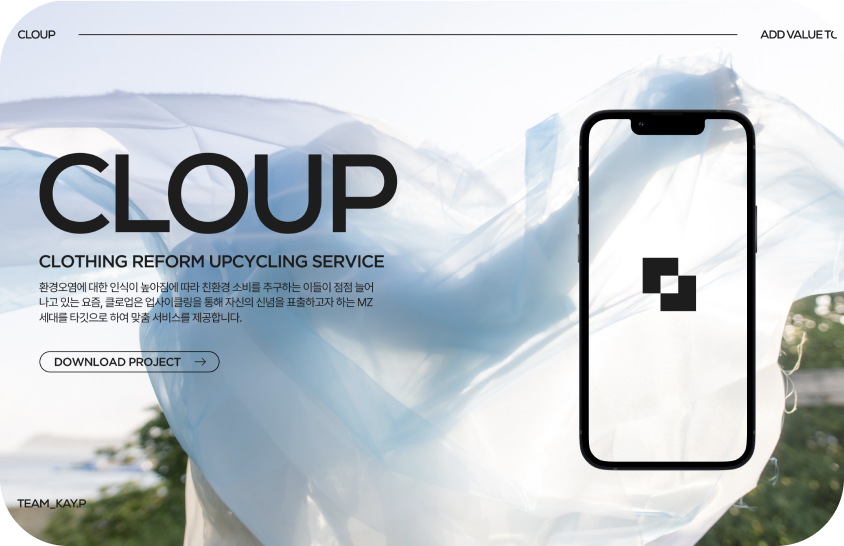 CLOUP
ADD VALUE TO
CLOUP
CLOTHING REFORM UPCYCLING SERVICE
환경오염에 대한 인식이 높아짐에 따라 친환경 소비를 추구하는 이들이 점점 늘어
나고 있는 요즘, 클로업은 업사이클링을 통해 자신의 신념을 표출하고자 하는 MZ
세대를 타깃으로 하여 맞춤 서비스를 제공합니다.
DOWNLOAD PROJECT →
TEAM_KAY.P